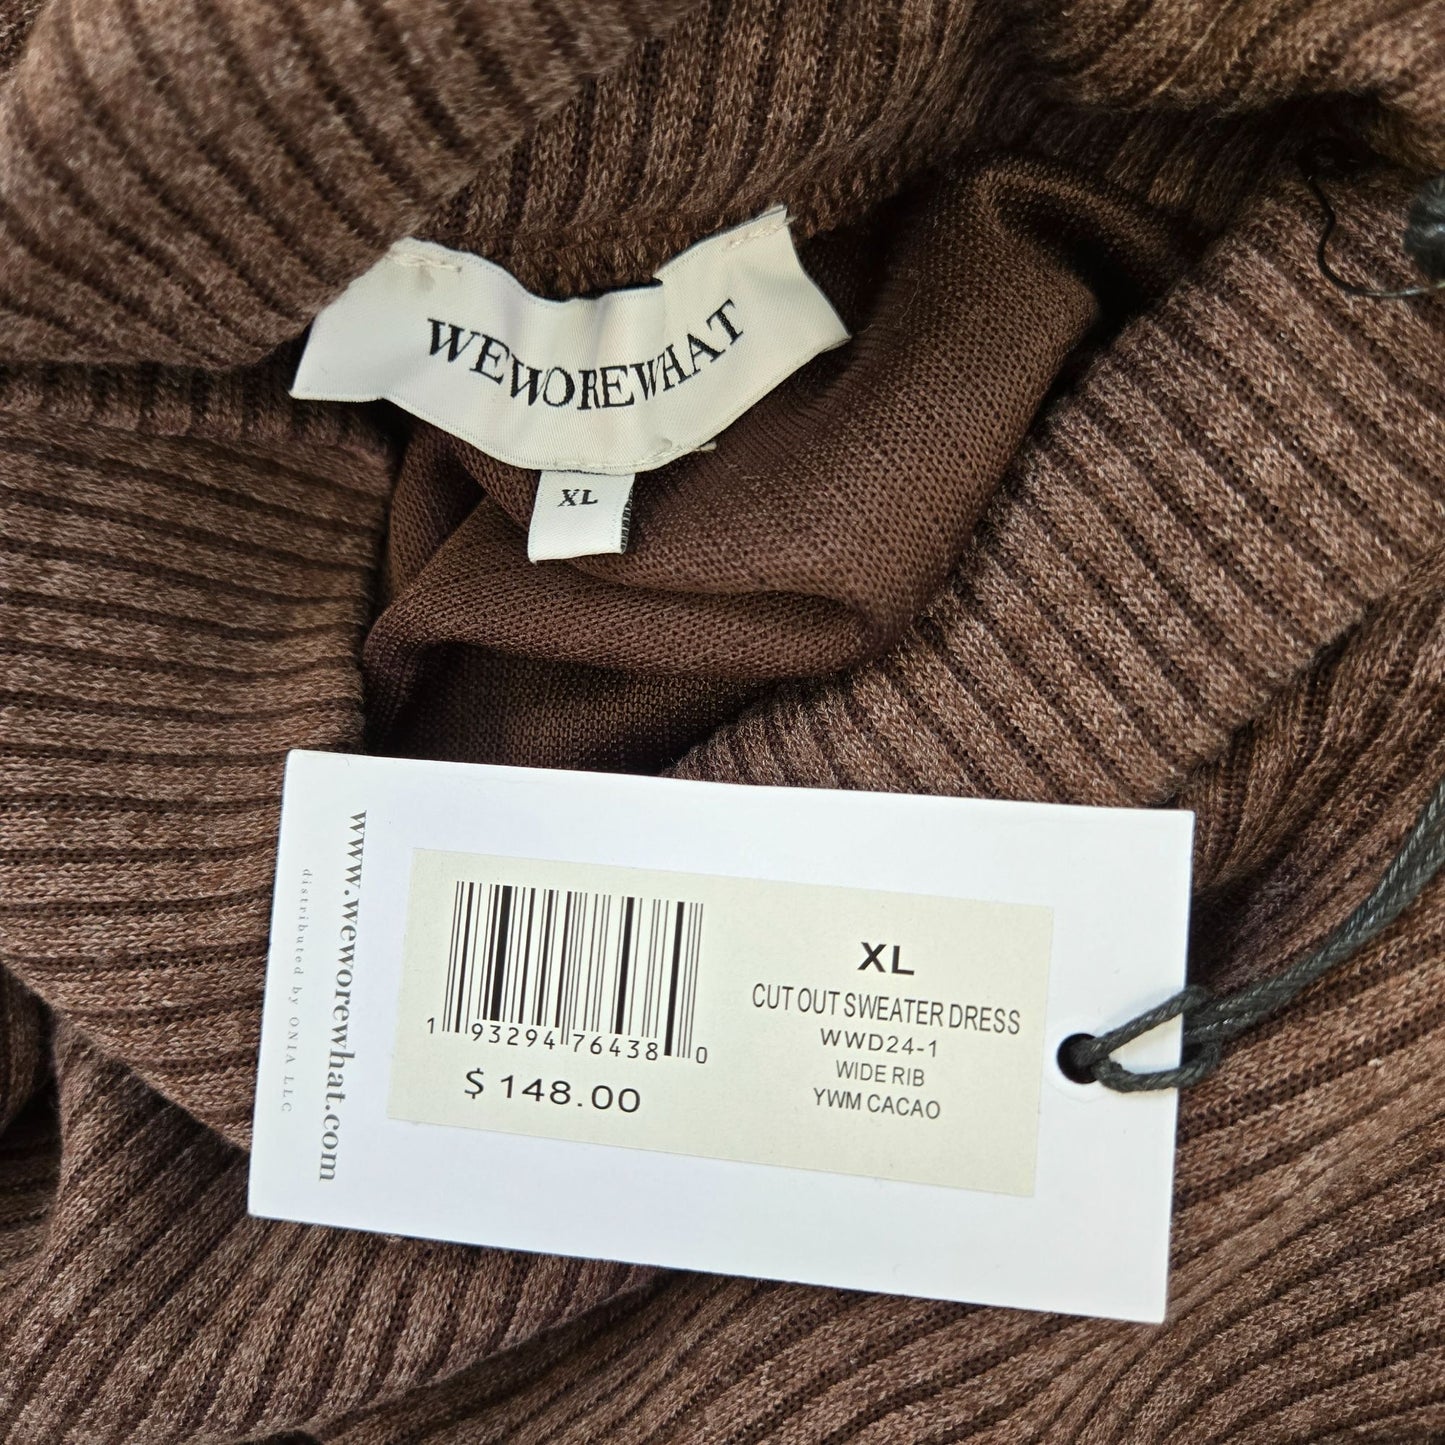 WEWOREWHAT
XL
www.weworewhat.com
distributed by ONIA LLC
1 93294 76438 0
$ 148.00
XL
CUT OUT SWEATER DRESS
WWD24-1
WIDE RIB
YWM CACAO